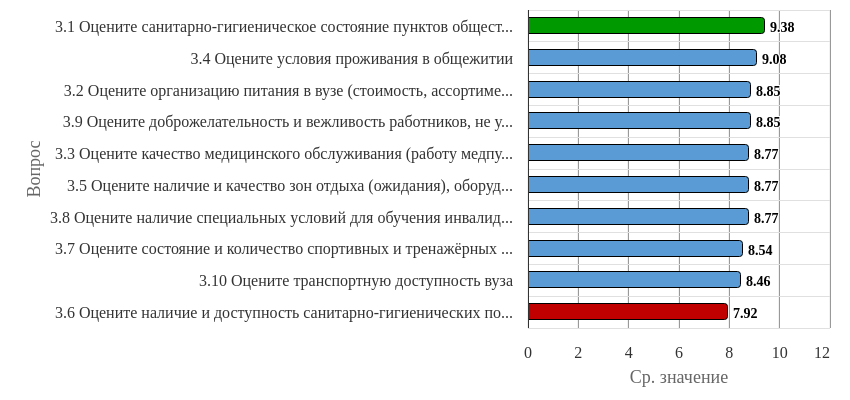 3.1 Оцените санитарно-гигиеническое состояние пунктов общест... 9.38
3.4 Оцените условия проживания в общежитии 9.08
3.2 Оцените организацию питания в вузе (стоимость, ассортиме... 8.85
3.9 Оцените доброжелательность и вежливость работников, не у... 8.85
3.3 Оцените качество медицинского обслуживания (работу медпу... 8.77
3.5 Оцените наличие и качество зон отдыха (ожидания), оборуд... 8.77
3.8 Оцените наличие специальных условий для обучения инвалид... 8.77
3.7 Оцените состояние и количество спортивных и тренажёрных ... 8.54
3.10 Оцените транспортную доступность вуза 8.46
3.6 Оцените наличие и доступность санитарно-гигиенических по... 7.92
Вопрос
0 2 4 6 8 10 12
Ср. значение